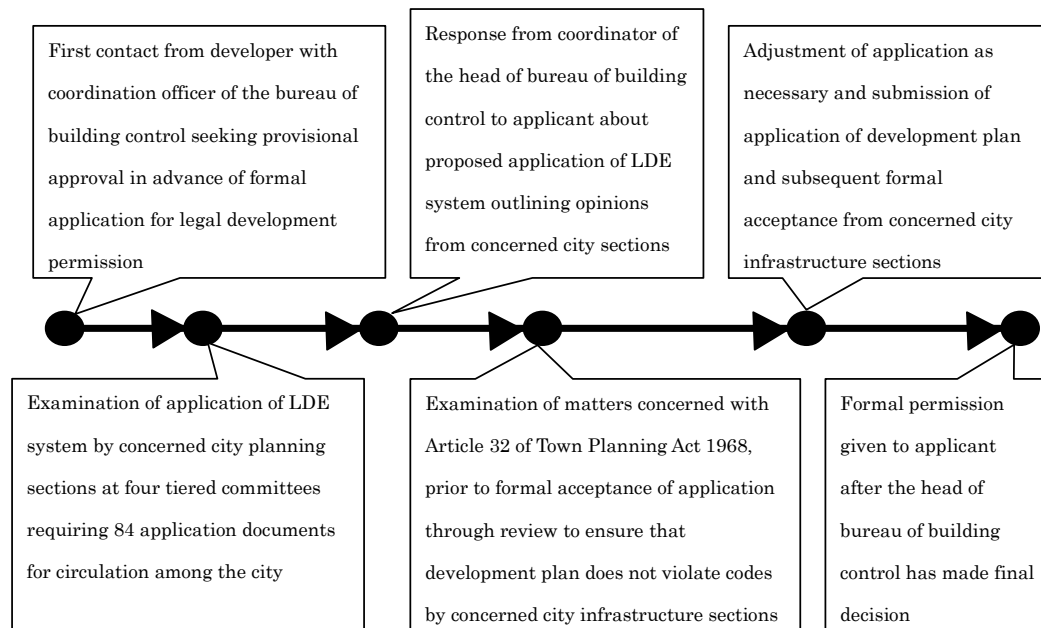 First contact from developer with
coordination officer of the bureau of
building control seeking provisional
approval in advance of formal
application for legal development
permission
Examination of application of LDE
system by concerned city planning
sections at four tiered committees
requiring 84 application documents
for circulation among the city
Response from coordinator of
the head of bureau of building
control to applicant about
proposed application of LDE
system outlining opinions
from concerned city sections
Examination of matters concerned with
Article 32 of Town Planning Act 1968,
prior to formal acceptance of application
through review to ensure that
development plan does not violate codes
by concerned city infrastructure sections
Adjustment of application as
necessary and submission of
application of development plan
and subsequent formal
acceptance from concerned city
infrastructure sections
Formal permission
given to applicant
after the head of
bureau of building
control has made final
decision